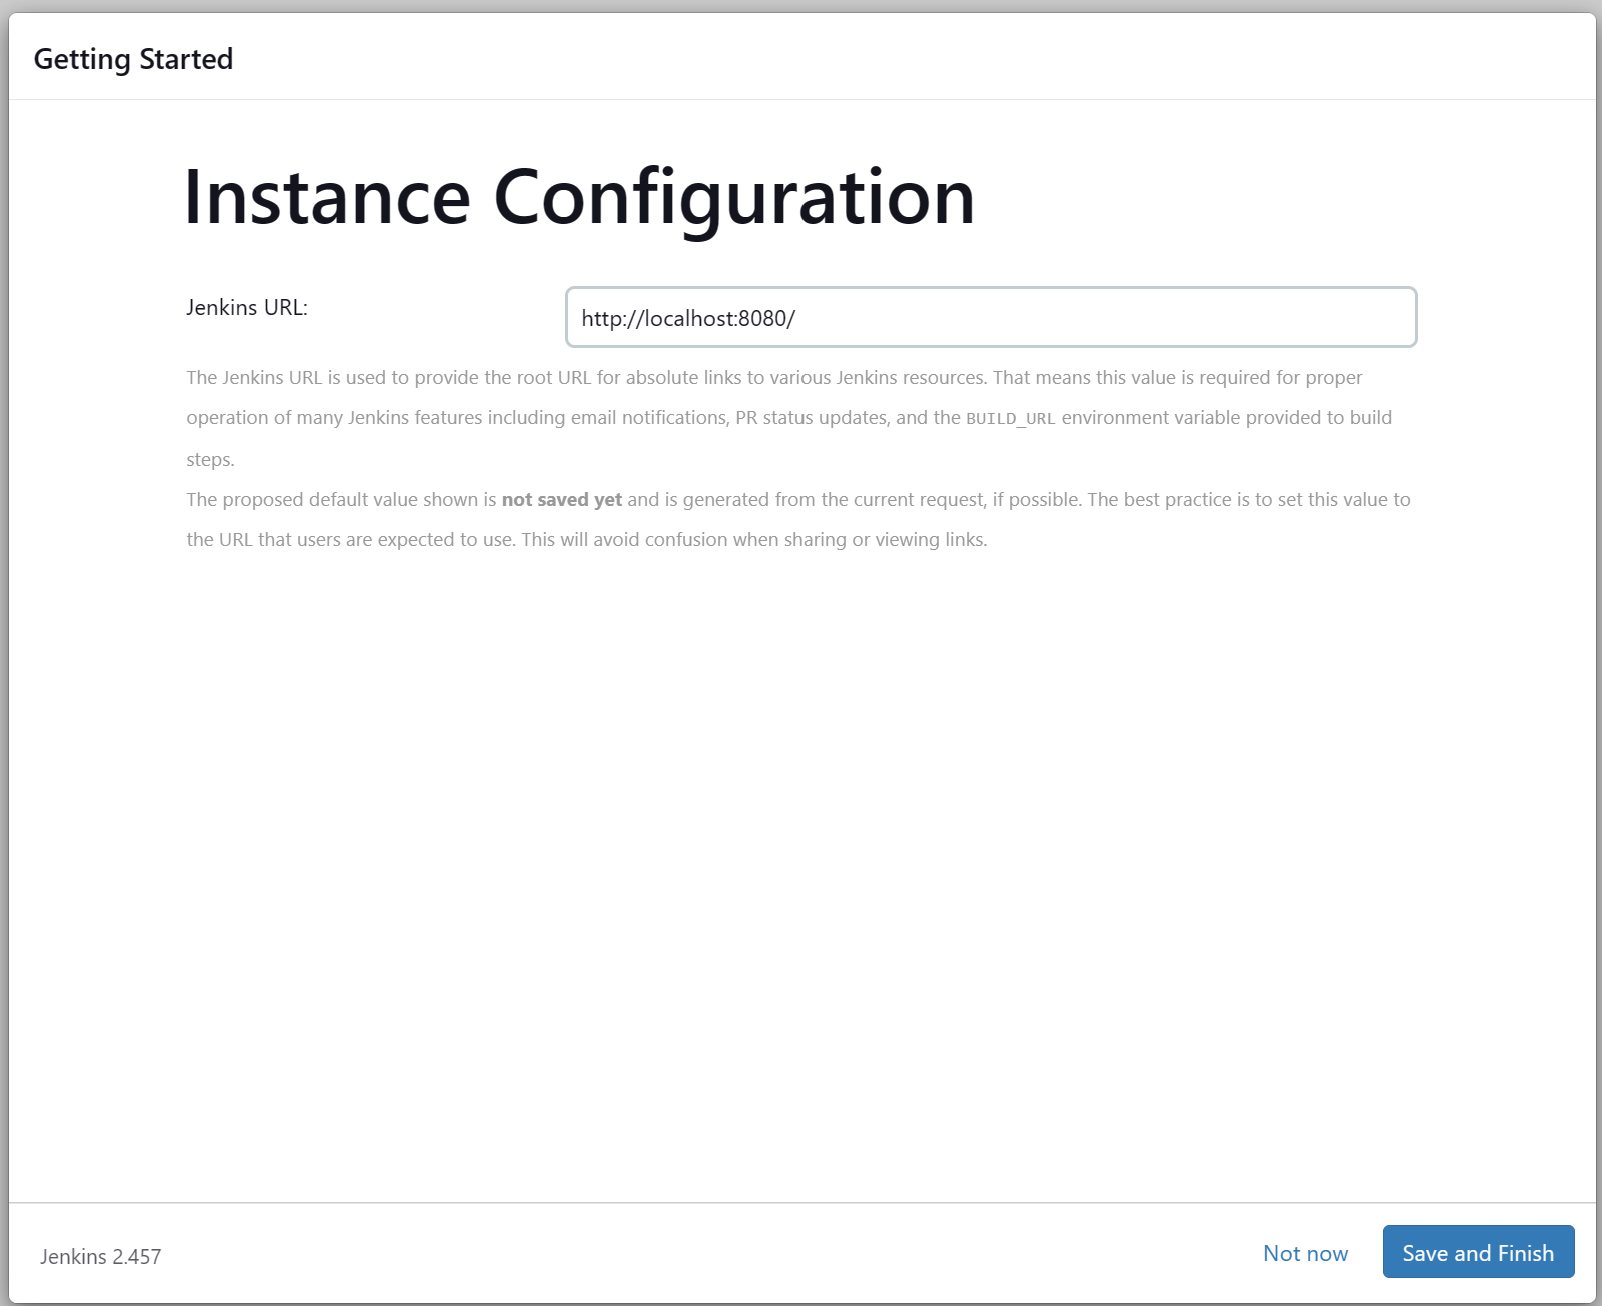 Getting Started
Instance Configuration
Jenkins URL:
http://localhost:8080/
The Jenkins URL is used to provide the root URL for absolute links to various Jenkins resources. That means this value is required for proper
operation of many Jenkins features including email notifications, PR status updates, and the BUILD_URL environment variable provided to build
steps.
The proposed default value shown is not saved yet and is generated from the current request, if possible. The best practice is to set this value to
the URL that users are expected to use. This will avoid confusion when sharing or viewing links.
Jenkins 2.457
Not now
Save and Finish